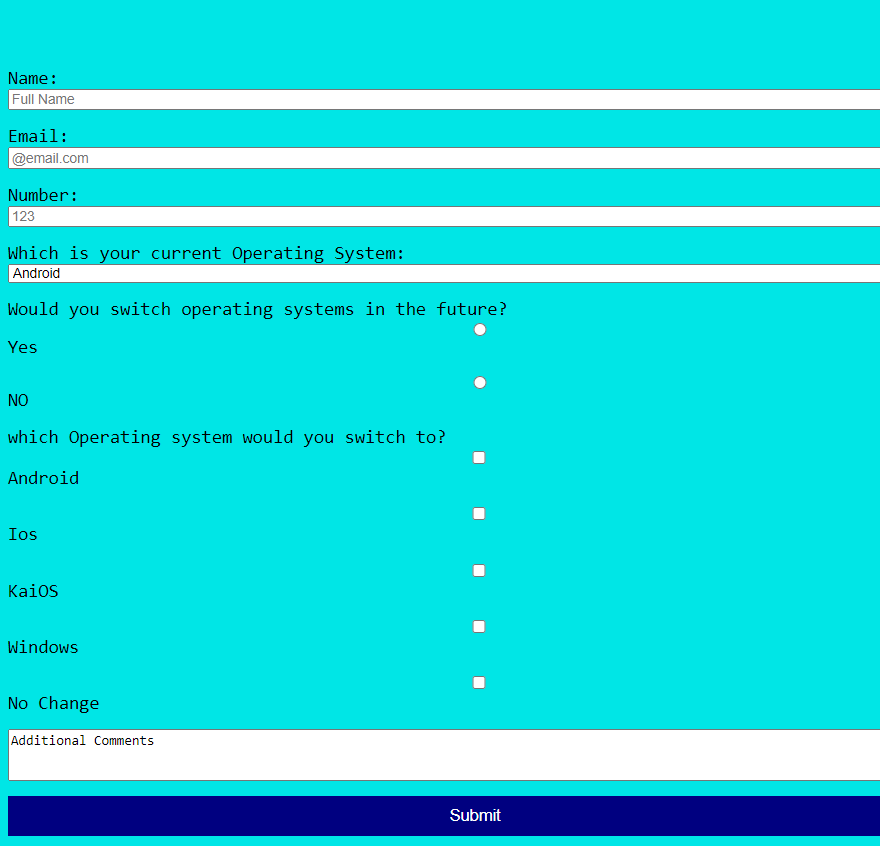 Name:
Full Name
Email:
@email.com
Number:
123
Which is your current Operating System:
Android
Would you switch operating systems in the future?
Yes
NO
which Operating system would you switch to?
Android
Ios
KaiOS
Windows
No Change
Additional Comments
Submit